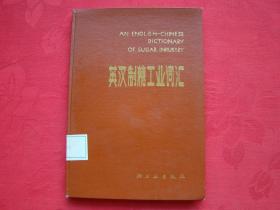 AN ENGLISH-CHINESE
DICTIONARY
OF SUGAR INDUSTRY
英汉制糖工业词汇